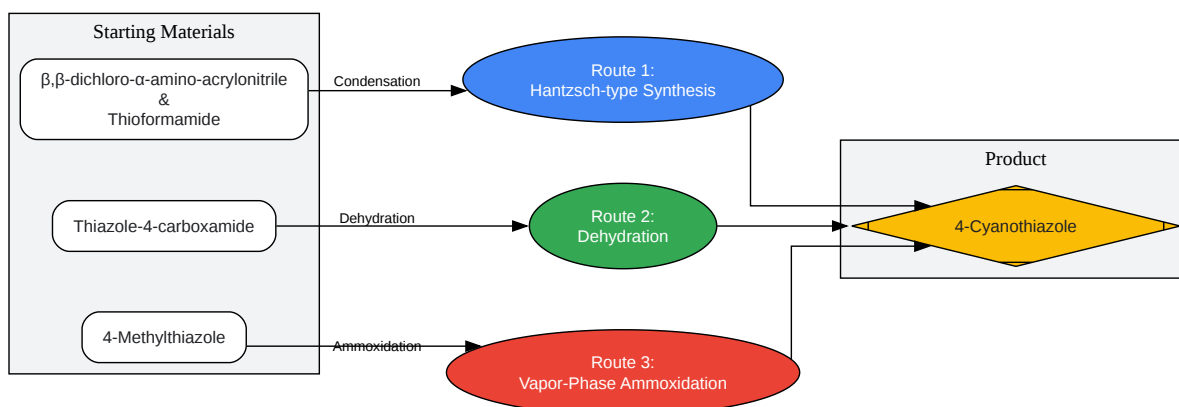 Starting Materials
β,β-dichloro-α-amino-acrylonitrile
&
Thioformamide
Condensation
Route 1:
Hantzsch-type Synthesis
Product
Thiazole-4-carboxamide
Dehydration
Route 2:
Dehydration
4-Cyanothiazole
4-Methylthiazole
Ammoxidation
Route 3:
Vapor-Phase Ammoxidation